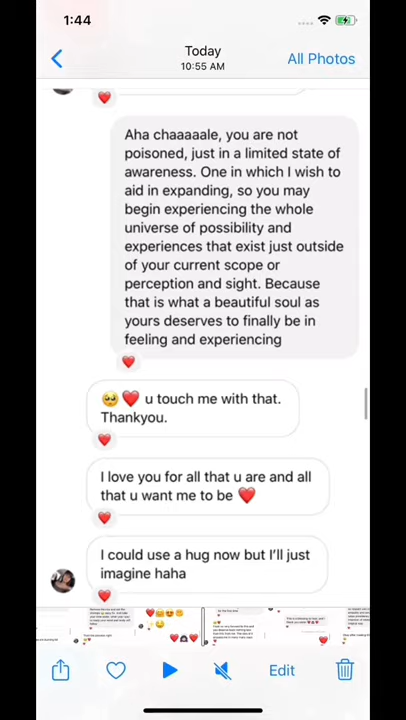 1:44
Today
10:55 AM
All Photos
Aha chaaaaale, you are not
poisoned, just in a limited state of
awareness. One in which I wish to
aid in expanding, so you may
begin experiencing the whole
universe of possibility and
experiences that exist just outside
of your current scope or
perception and sight. Because
that is what a beautiful soul as
yours deserves to finally be in
feeling and experiencing
❤️
🥺❤️ u touch me with that.
Thankyou.
❤️
I love you for all that u are and all
that u want me to be ❤️
❤️
I could use a hug now but I’ll just
imagine haha
❤️
Edit